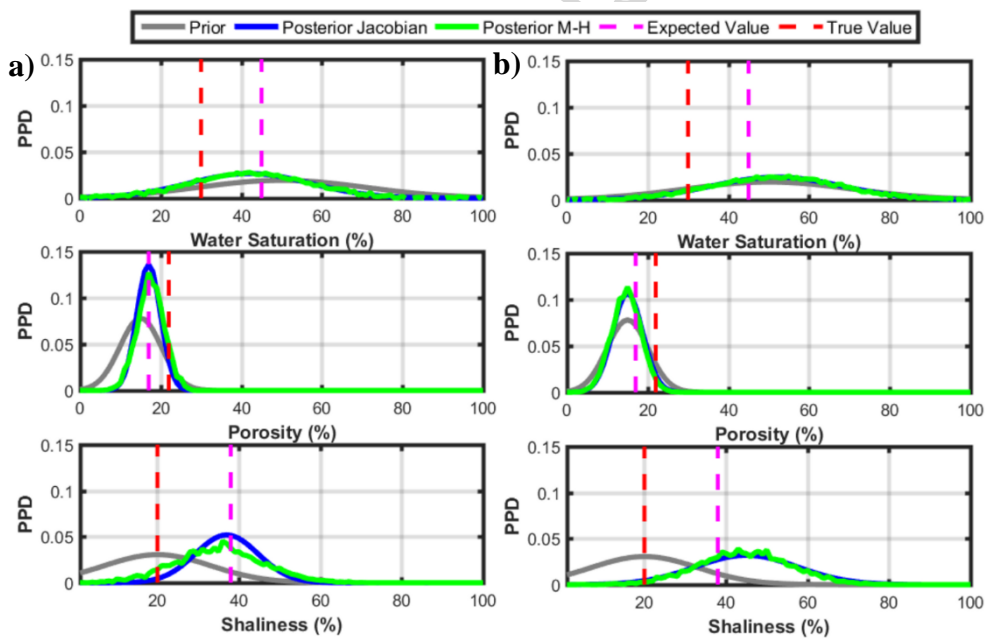 Prior Posterior Jacobian Posterior M-H Expected Value True Value
a)
0.15
0.1
0.05
0
PPD
0 20 40 60 80 100
Water Saturation (%)
0.15
0.1
0.05
0
PPD
0 20 40 60 80 100
Porosity (%)
0.15
0.1
0.05
0
PPD
20 40 60 80 100
Shaliness (%)
b)
0.15
0.1
0.05
0
PPD
0 20 40 60 80 100
Water Saturation (%)
0.15
0.1
0.05
0
PPD
0 20 40 60 80 100
Porosity (%)
0.15
0.1
0.05
0
PPD
20 40 60 80 100
Shaliness (%)